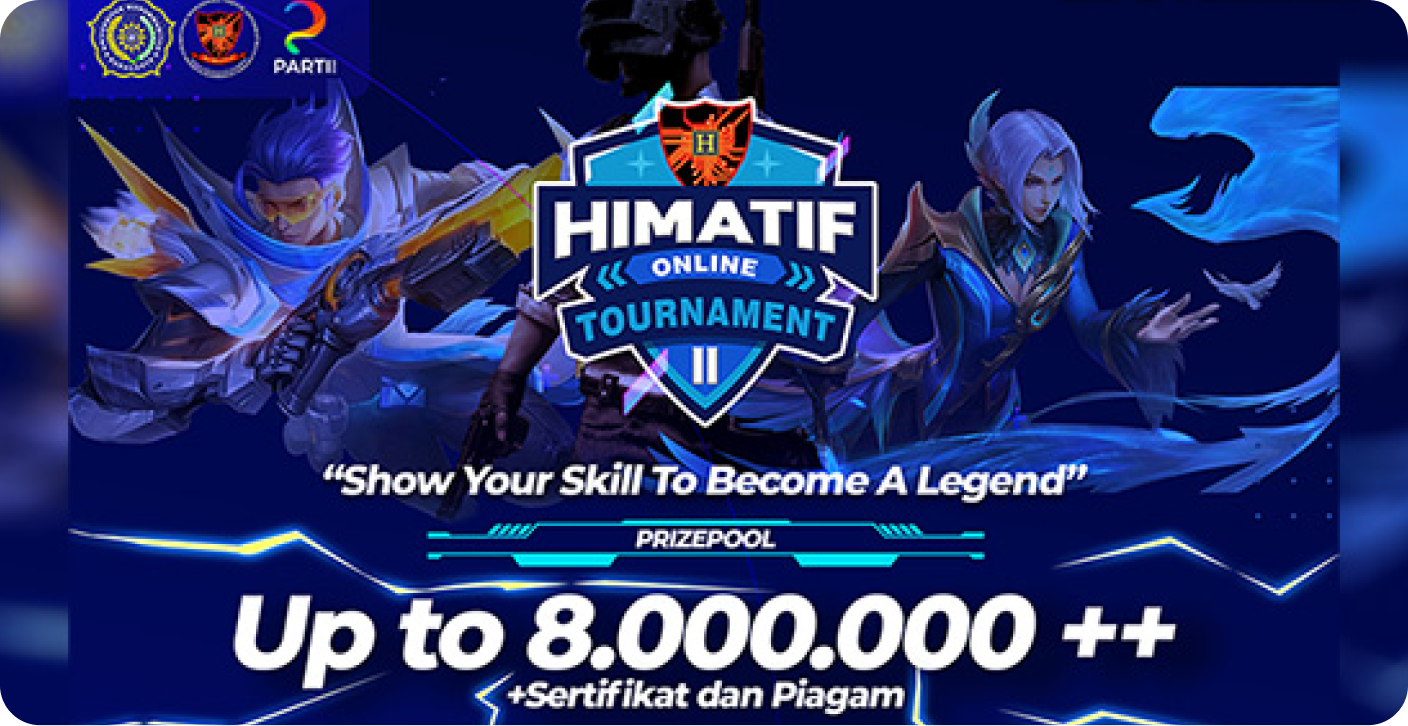 PARTII
H
HIMATIF
ONLINE
TOURNAMENT
II
“Show Your Skill To Become A Legend”
PRIZEPOOL
Up to 8.000.000 ++
+Sertifikat dan Piagam